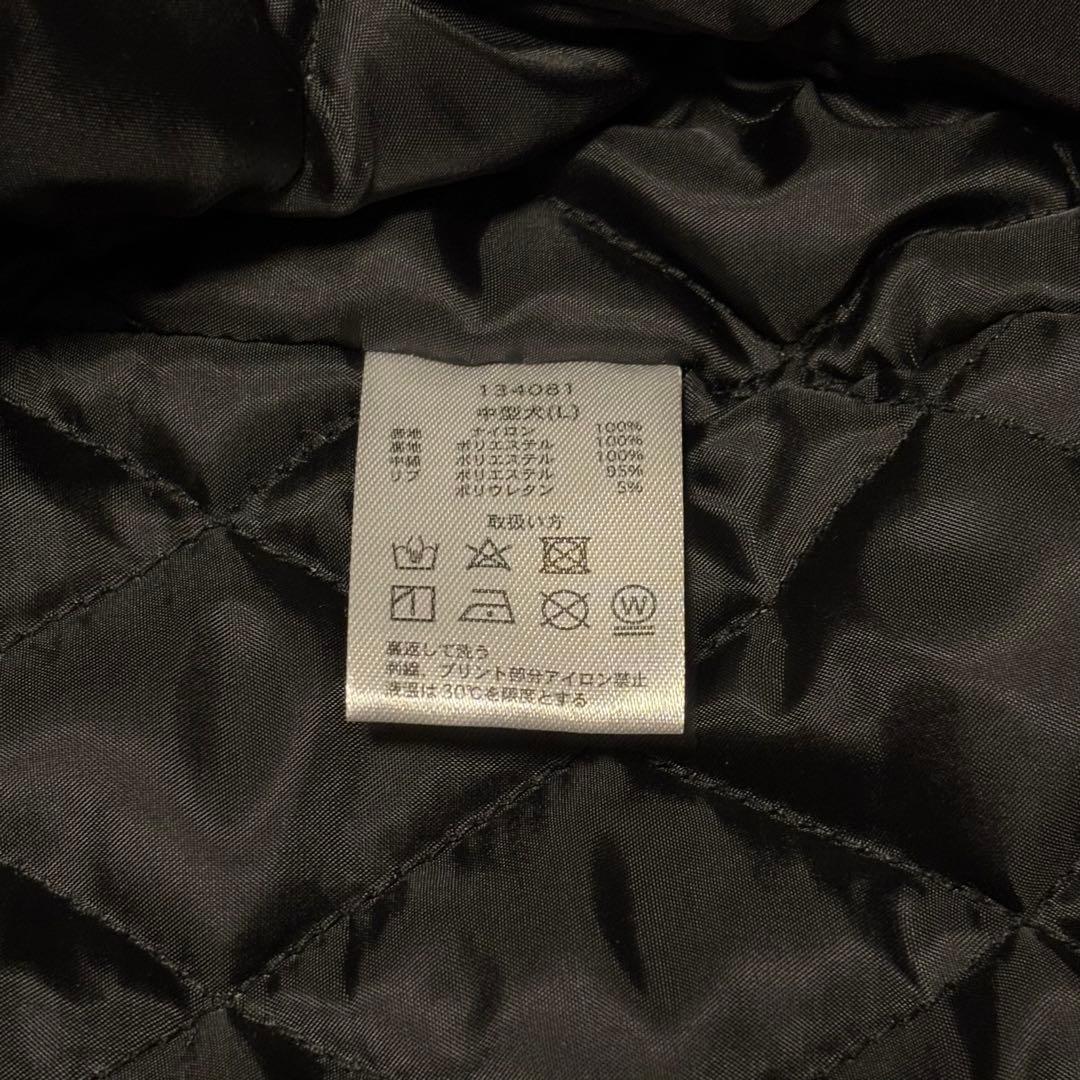 134081
中型犬(L)
表地 ナイロン 100%
裏地 ポリエステル 100%
中綿 ポリエステル 100%
リブ ポリエステル 95%
ポリウレタン 5%
取扱い方
W
裏返して洗う
刺繍、プリント部分アイロン禁止
液温は30℃を限度とする